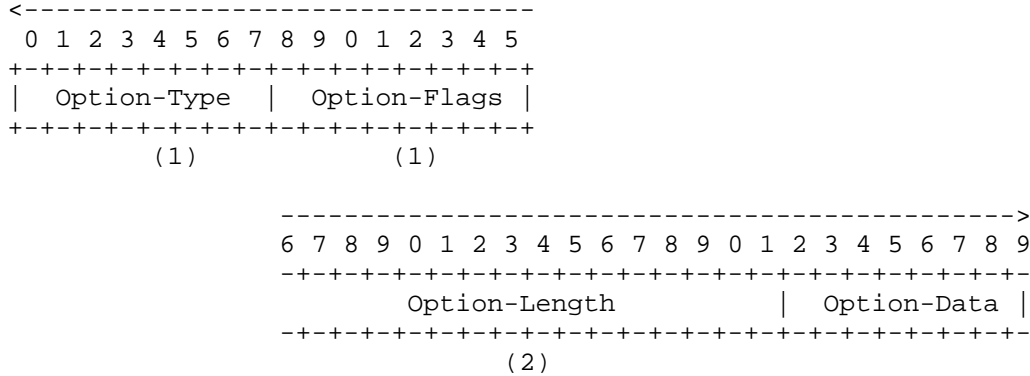 <---------------------------------
 0 1 2 3 4 5 6 7 8 9 0 1 2 3 4 5
+-+-+-+-+-+-+-+-+-+-+-+-+-+-+-+-+
|  Option-Type  |  Option-Flags |
+-+-+-+-+-+-+-+-+-+-+-+-+-+-+-+-+
         (1)            (1)
                 ---------------------------------------------->
                 6 7 8 9 0 1 2 3 4 5 6 7 8 9 0 1 2 3 4 5 6 7 8 9
                 -+-+-+-+-+-+-+-+-+-+-+-+-+-+-+-+-+-+-+-+-+-+-+-
                         Option-Length          |  Option-Data |
                 -+-+-+-+-+-+-+-+-+-+-+-+-+-+-+-+-+-+-+-+-+-+-+-
                               (2)